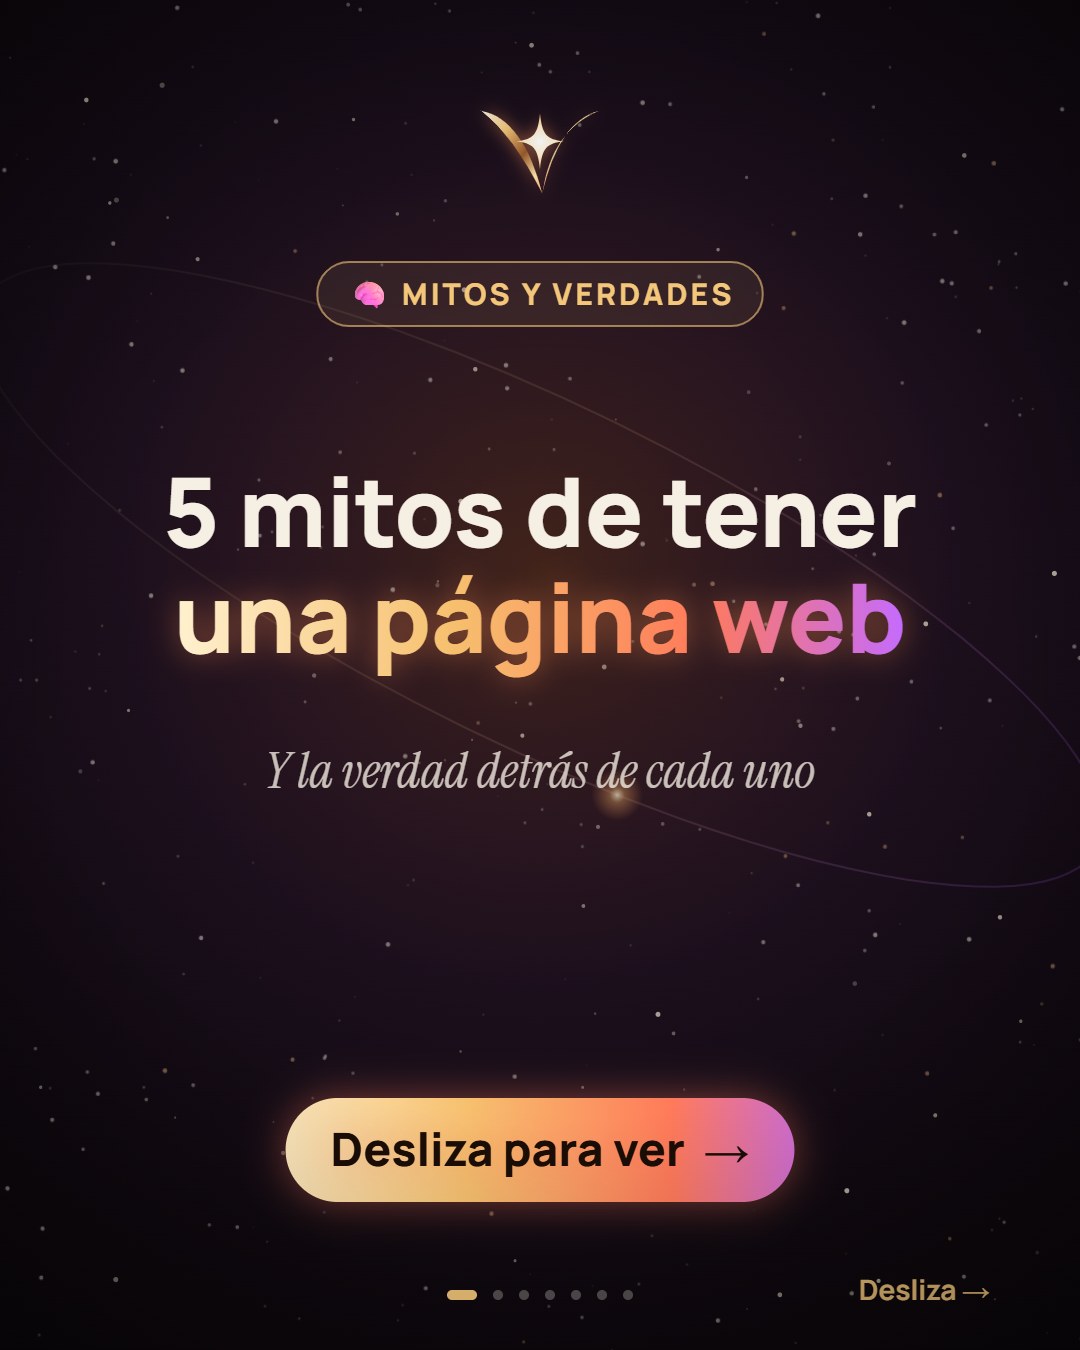 🧠 MITOS Y VERDADES
5 mitos de tener
una página web
Y la verdad detrás de cada uno
Desliza para ver →
Desliza →